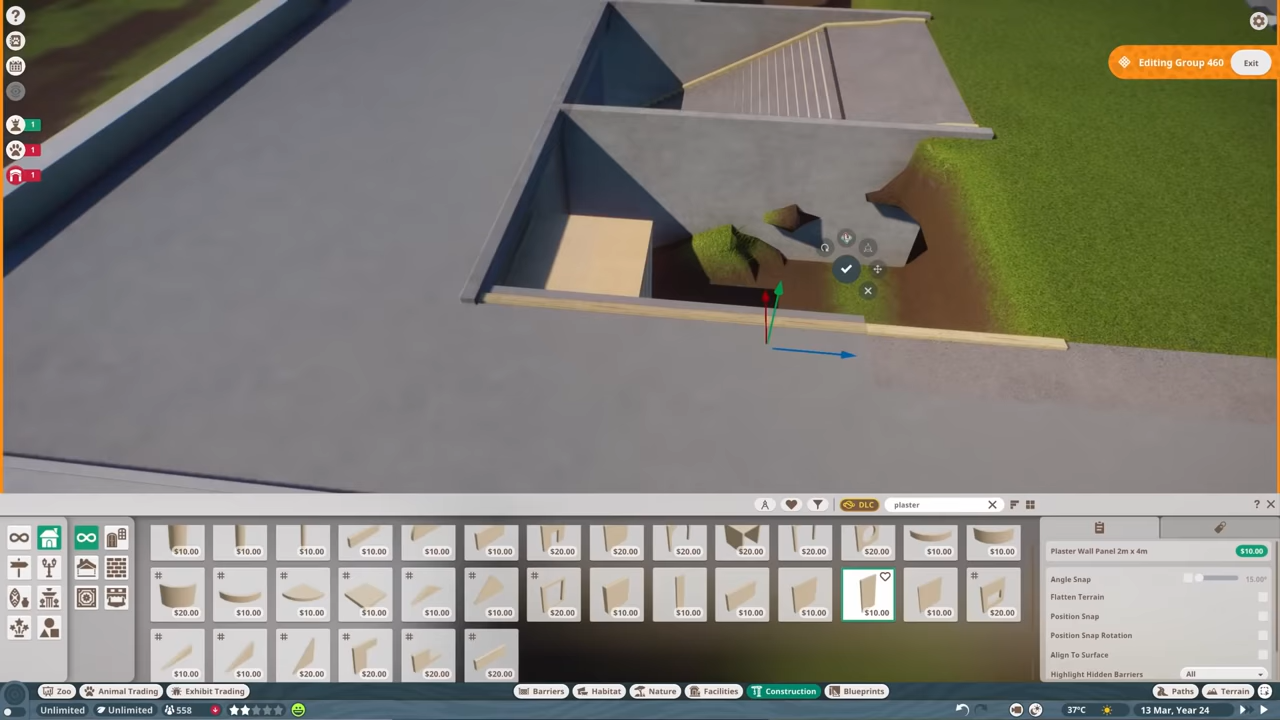 ?
Editing Group 460
Exit
1
1
1
DLC
plaster
?
$10.00
$10.00
$10.00
$10.00
$10.00
$10.00
$20.00
$20.00
$20.00
$20.00
$10.00
$20.00
$10.00
$10.00
Plaster Wall Panel 2m x 4m
$10.00
$20.00
$10.00
$10.00
$10.00
$10.00
$10.00
$20.00
$10.00
$10.00
$10.00
$10.00
$10.00
$10.00
$20.00
Angle Snap
15.00°
Flatten Terrain
Position Snap
Position Snap Rotation
Align To Surface
Highlight Hidden Barriers
All
$10.00
$10.00
$10.00
$20.00
$20.00
$20.00
Zoo
Animal Trading
Exhibit Trading
Barriers
Habitat
Nature
Facilities
Construction
Blueprints
Paths
Terrain
Unlimited
Unlimited
558
37°C
13 Mar, Year 24